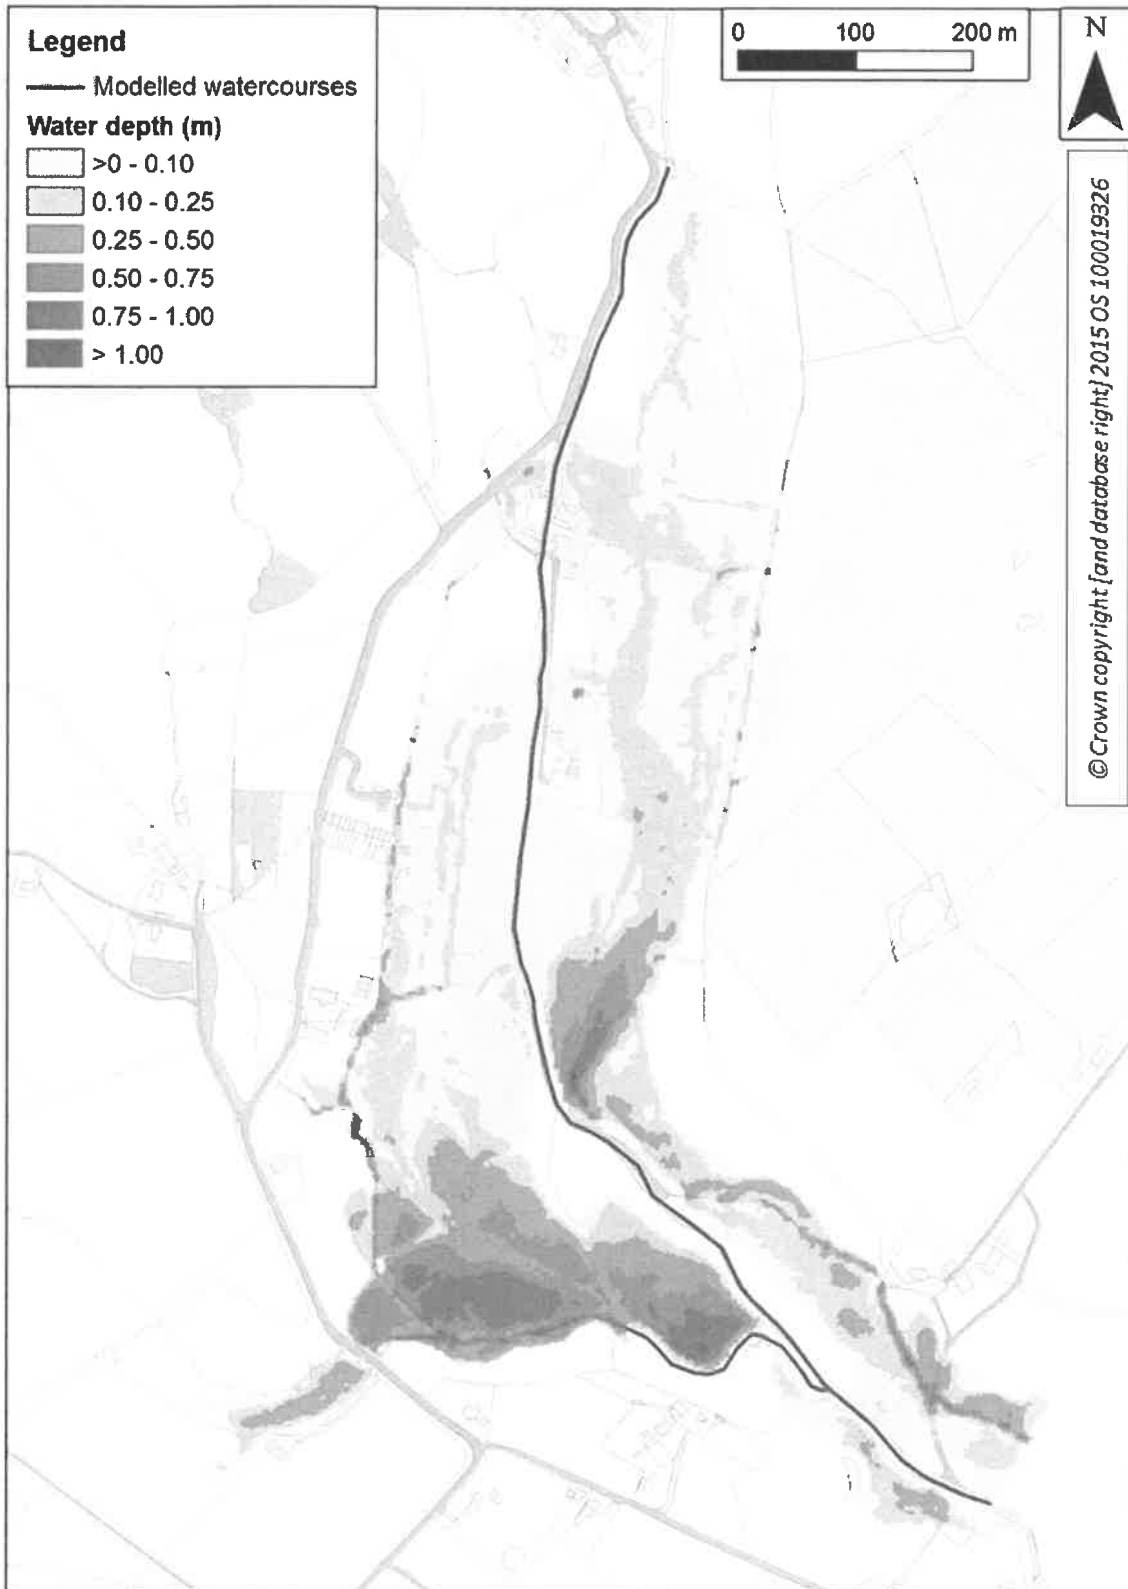 Legend
Modelled watercourses
Water depth (m)
>0 - 0.10
0.10 - 0.25
0.25 - 0.50
0.50 - 0.75
0.75 - 1.00
> 1.00
0 100 200 m
N
© Crown copyright [and database right] 2015 OS 100019326